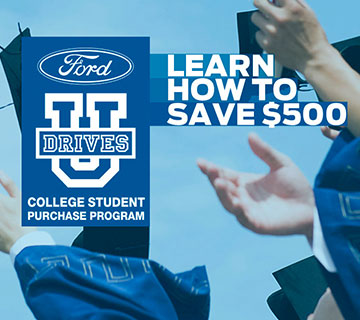 Ford
U
DRIVES
COLLEGE STUDENT
PURCHASE PROGRAM
LEARN
HOW TO
SAVE $500